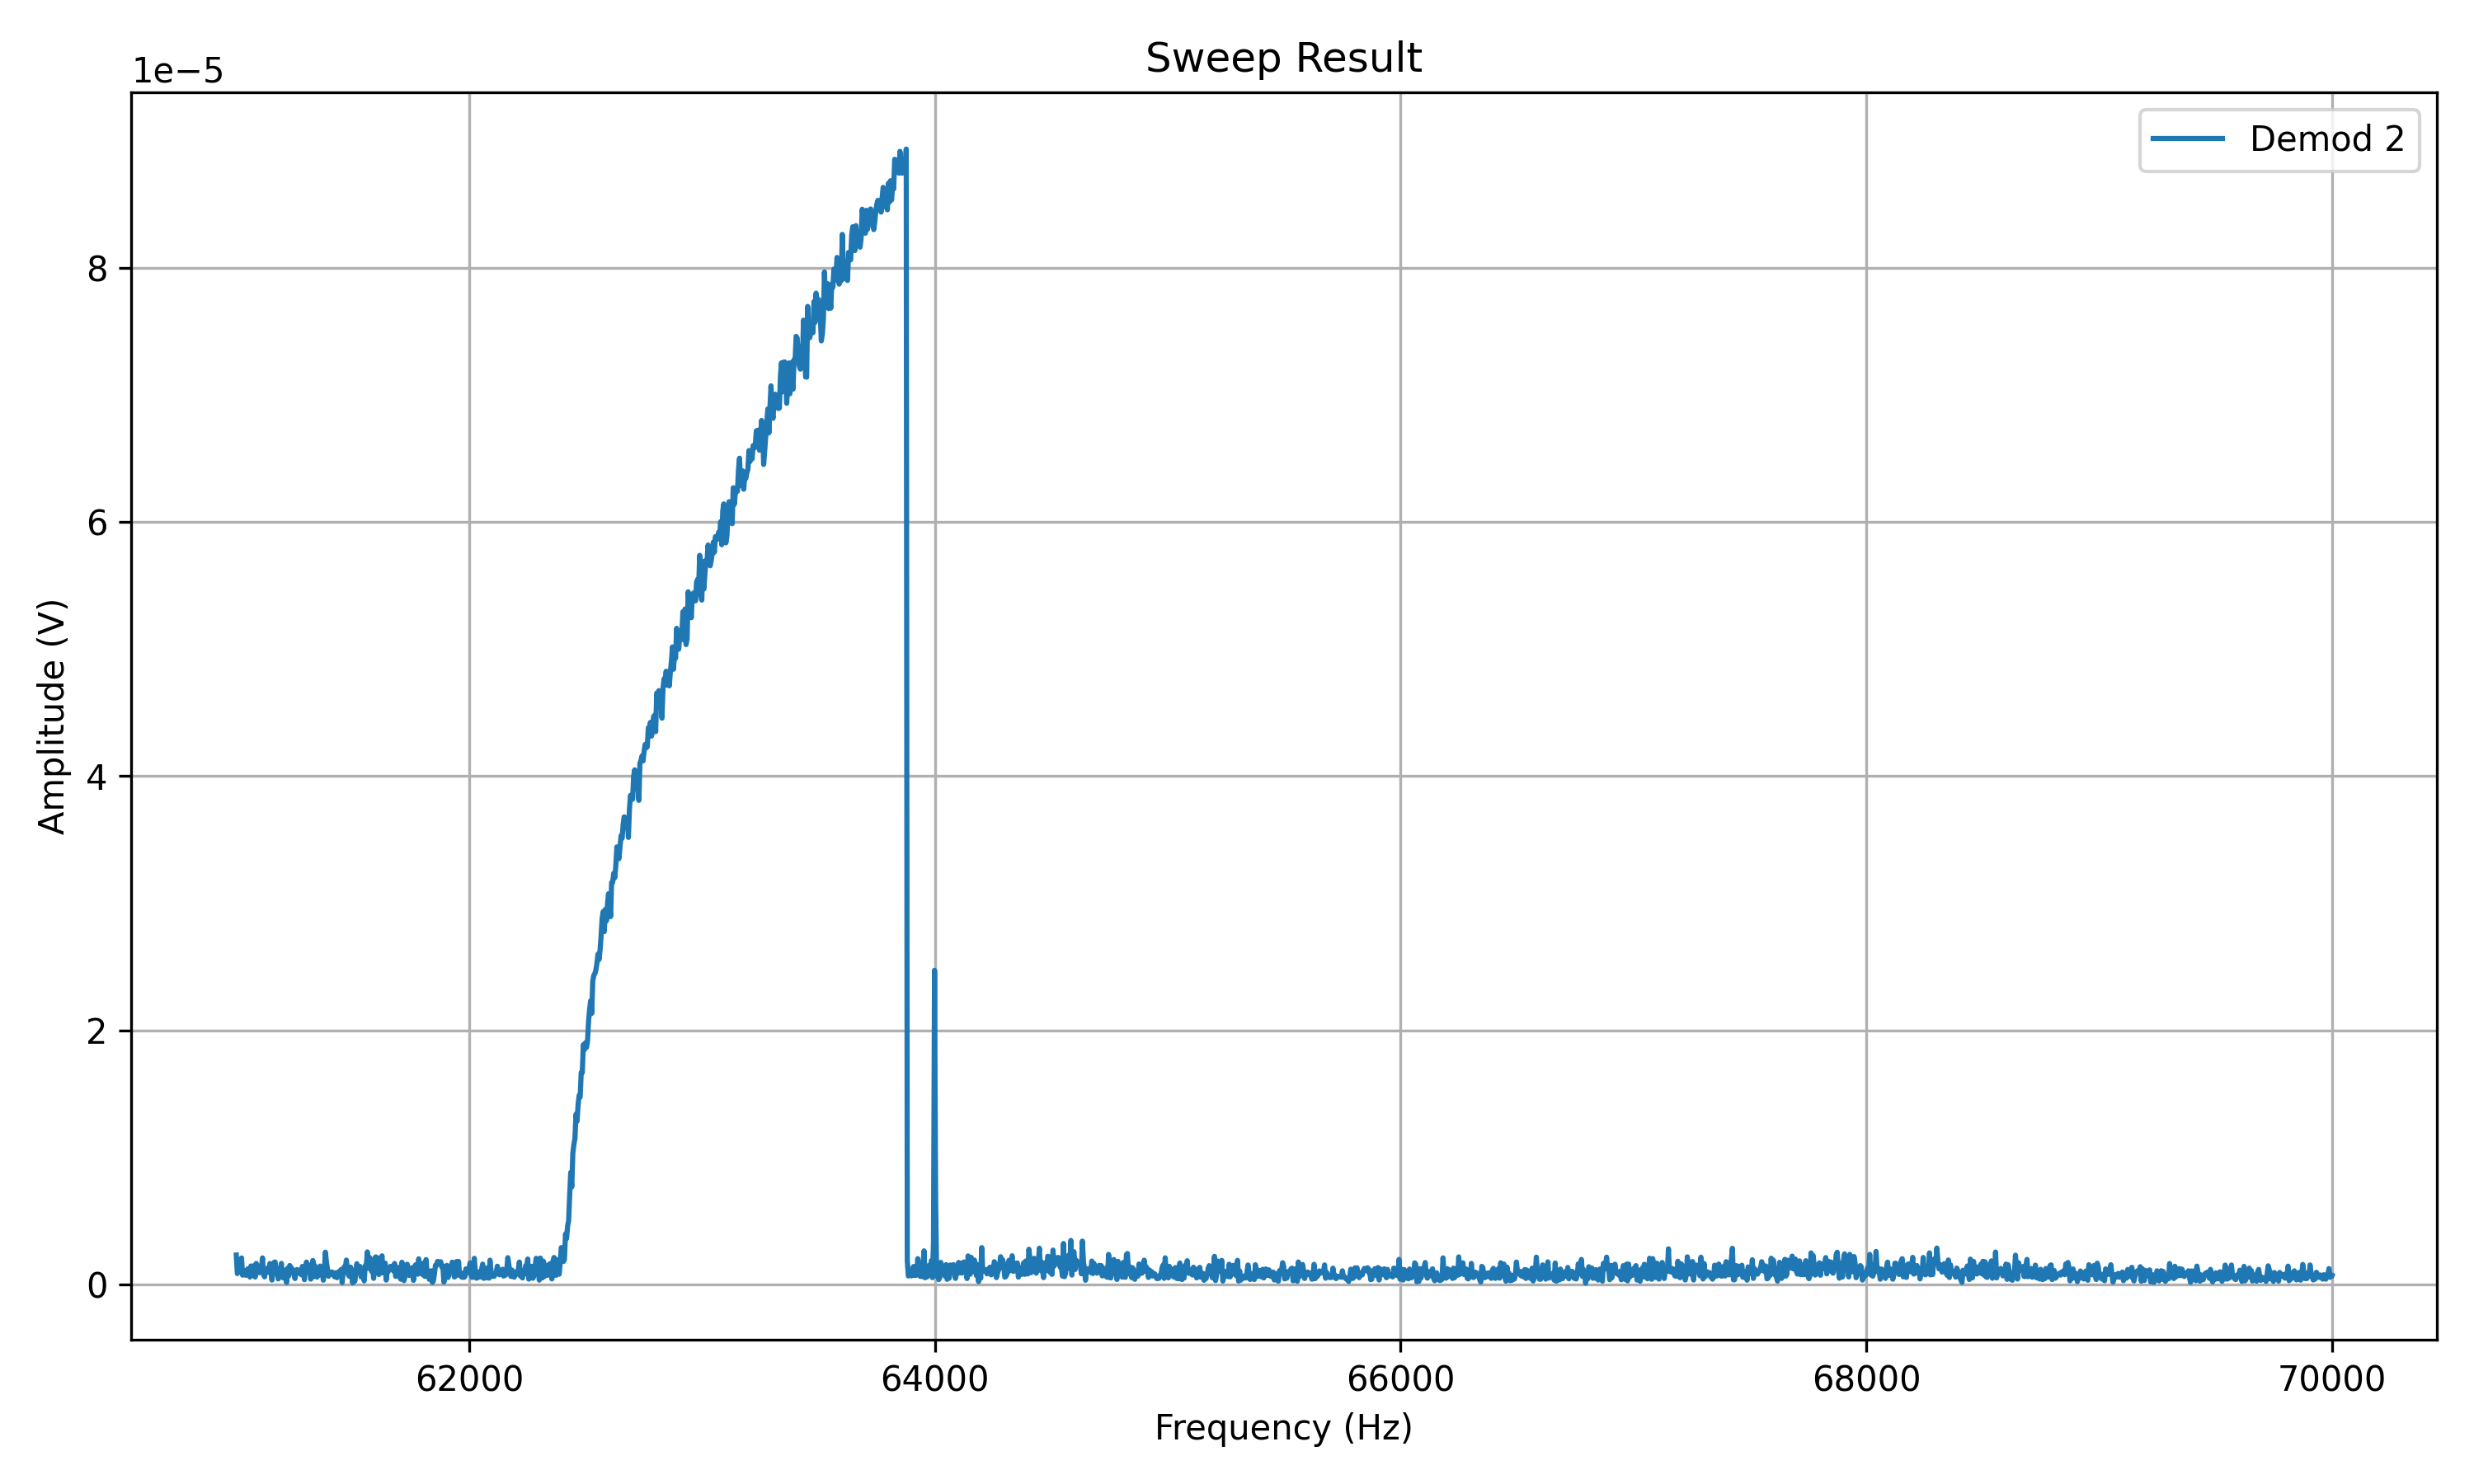 Sweep Result
1e−5
Demod 2
8
6
4
2
0
Amplitude (V)
62000 64000 66000 68000 70000
Frequency (Hz)